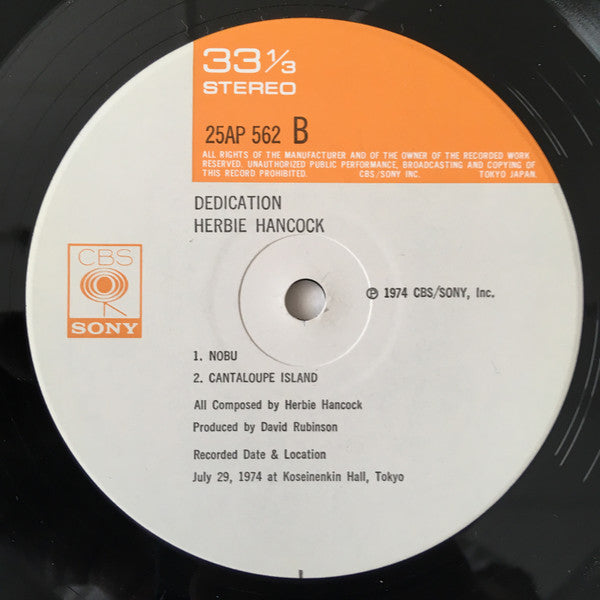 33 1/3
STEREO
25AP 562 B
ALL RIGHTS OF THE MANUFACTURER AND OF THE OWNER OF THE RECORDED WORK
RESERVED. UNAUTHORIZED PUBLIC PERFORMANCE, BROADCASTING AND COPYING OF
THIS RECORD PROHIBITED. CBS/SONY INC. TOKYO JAPAN.
DEDICATION
HERBIE HANCOCK
CBS
SONY
℗ 1974 CBS/SONY, Inc.
1. NOBU
2. CANTALOUPE ISLAND
All Composed by Herbie Hancock
Produced by David Rubinson
Recorded Date & Location
July 29, 1974 at Koseinenkin Hall, Tokyo